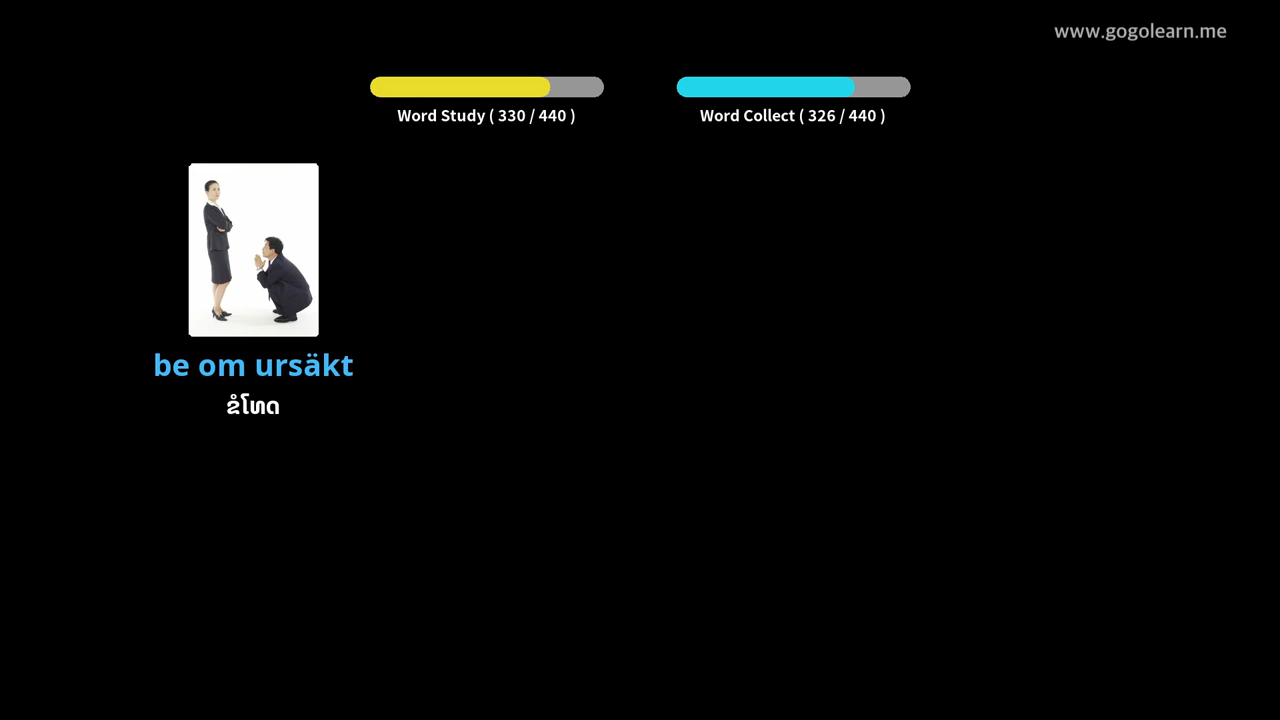 www.gogolearn.me
Word Study ( 330 / 440 )
Word Collect ( 326 / 440 )
be om ursäkt
ຂໍໂທດ